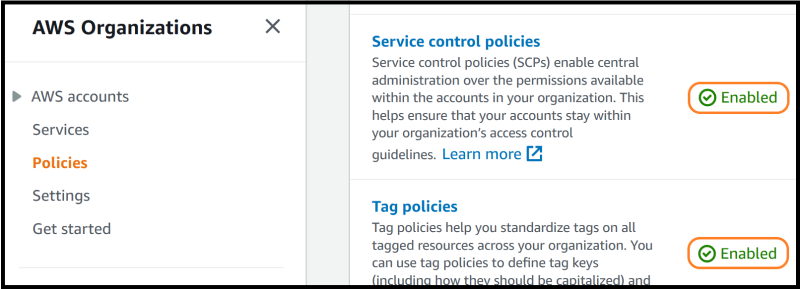 AWS Organizations
AWS accounts
Services
Policies
Settings
Get started
Service control policies
Service control policies (SCPs) enable central
administration over the permissions available
within the accounts in your organization. This
helps ensure that your accounts stay within
your organization's access control
guidelines. Learn more
Enabled
Tag policies
Tag policies help you standardize tags on all
tagged resources across your organization. You
can use tag policies to define tag keys
(including how they should be capitalized) and
Enabled